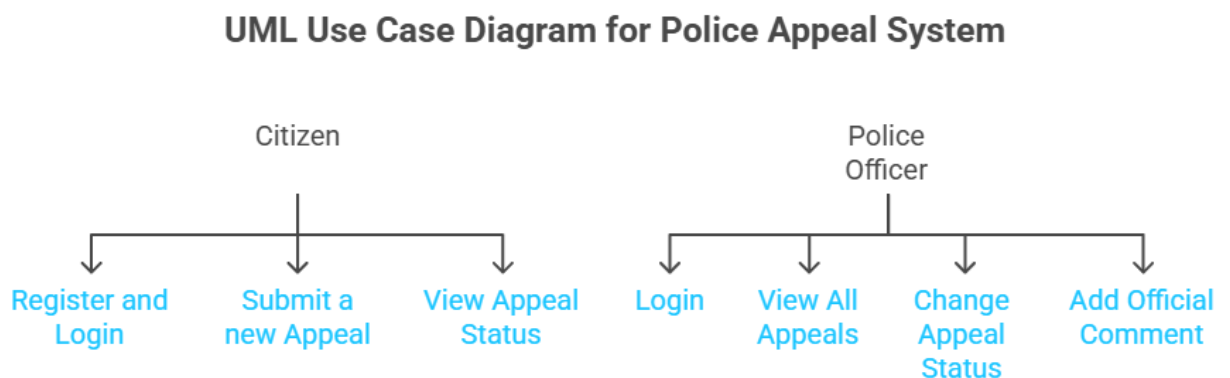 UML Use Case Diagram for Police Appeal System
Citizen
Police
Officer
Register and
Login
Submit a
new Appeal
View Appeal
Status
Login
View All
Appeals
Change
Appeal
Status
Add Official
Comment